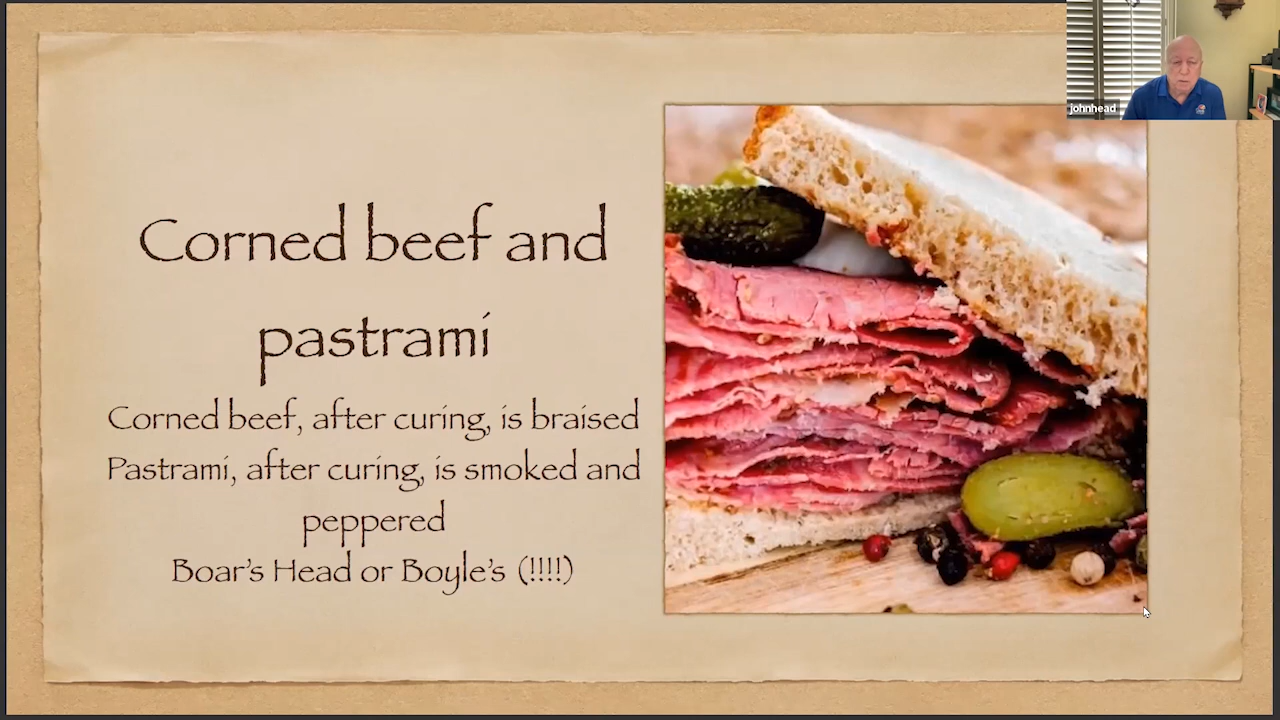 johnhead
Corned beef and
pastrami
Corned beef, after curing, is braised
Pastrami, after curing, is smoked and
peppered
Boar's Head or Boyle's (!!!!)